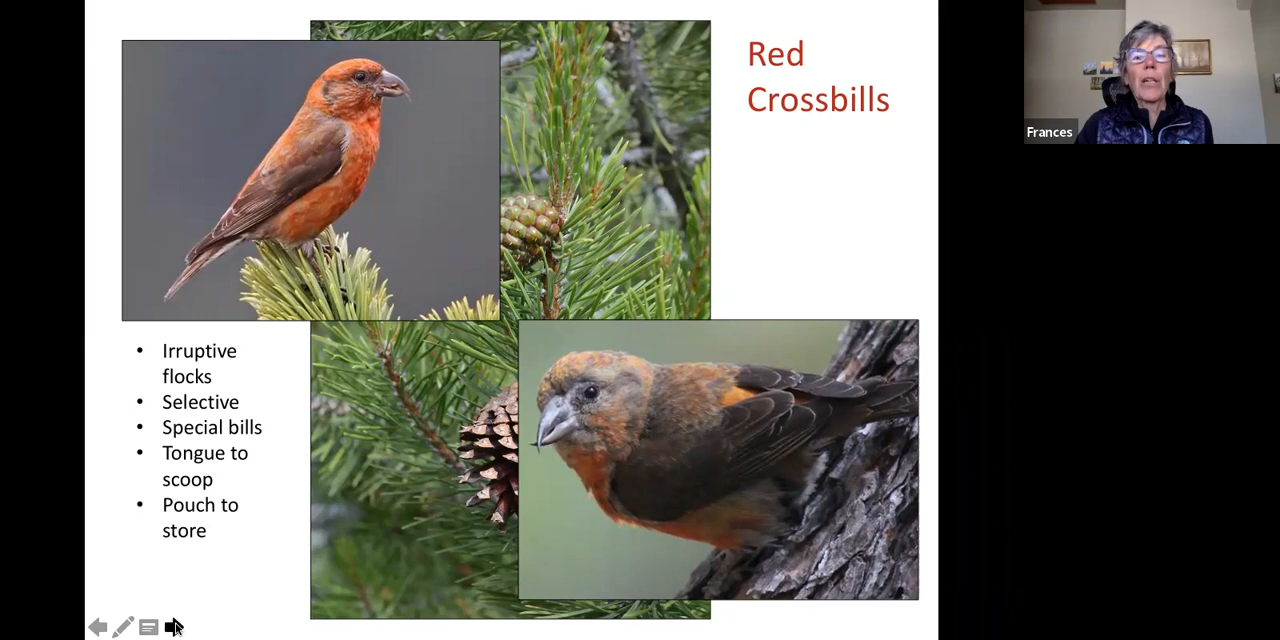 Red
Crossbills
Frances
• Irruptive
flocks
• Selective
• Special bills
• Tongue to
scoop
• Pouch to
store